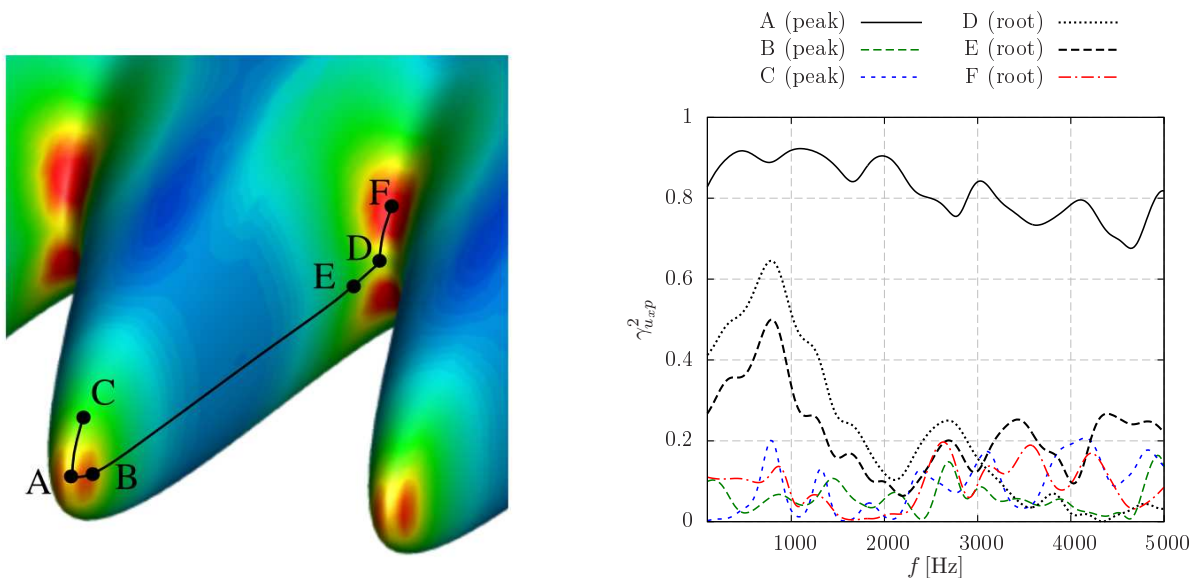 A (peak)
B (peak)
C (peak)
D (root)
E (root)
F (root)
F
D
E
C
A
B
1
0.8
0.6
0.4
0.2
0
γ²ᵤₓₚ
1000 2000 3000 4000 5000
f [Hz]